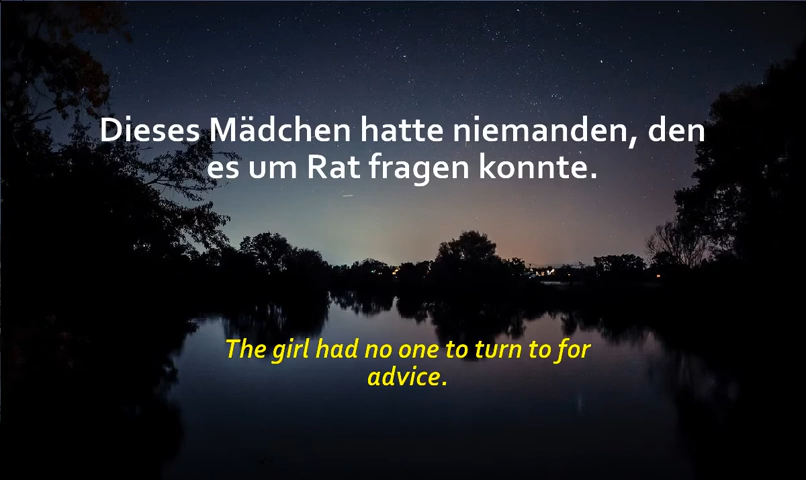 Dieses Mädchen hatte niemanden, den
es um Rat fragen konnte.
The girl had no one to turn to for
advice.